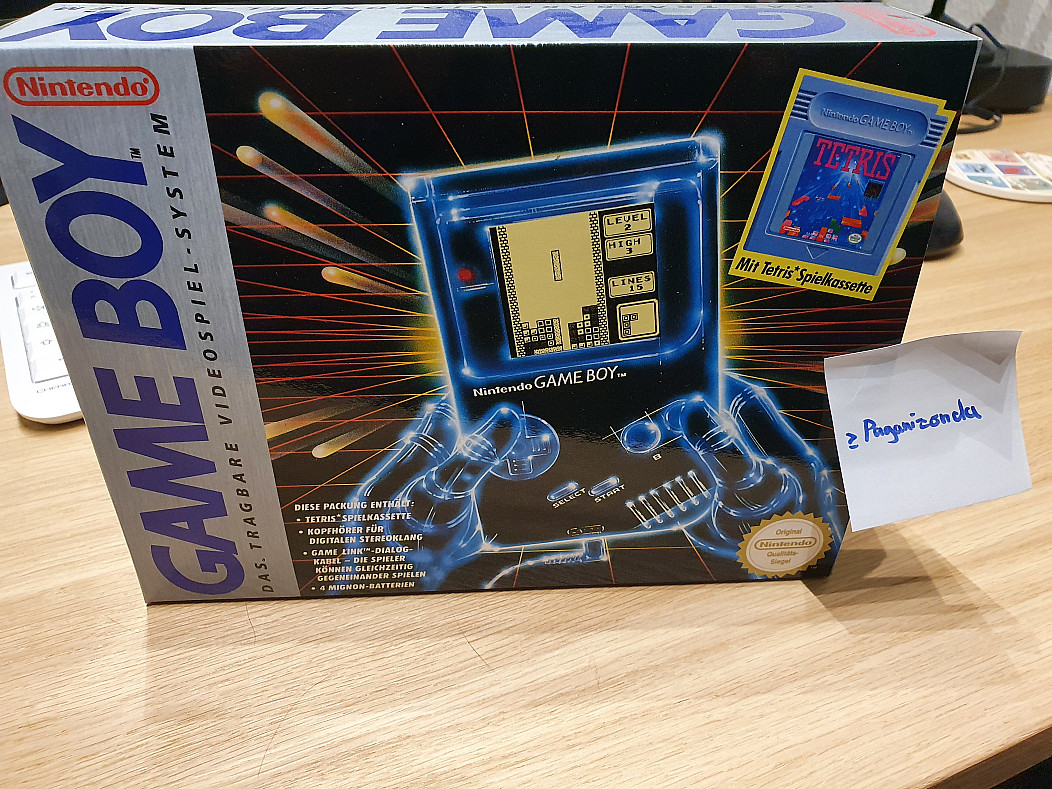 GAME BOY
Nintendo®
GAME BOY™
DAS TRAGBARE VIDEOSPIEL-SYSTEM
Nintendo GAME BOY™
TETRIS
Mit Tetris*Spielkassette
LEVEL
2
HIGH
3
LINES
15
Nintendo GAME BOY™
B
SELECT
START
DIESE PACKUNG ENTHÄLT:
• TETRIS*SPIELKASSETTE
• KOPFHÖRER FÜR
DIGITALEN STEREOKLANG
• GAME LINK™-DIALOG-
KABEL – DIE SPIELER
KÖNNEN GLEICHZEITIG
GEGENEINANDER SPIELEN
• 4 MIGNON-BATTERIEN
Original
Nintendo
Qualitäts-
Siegel
Paganizonda